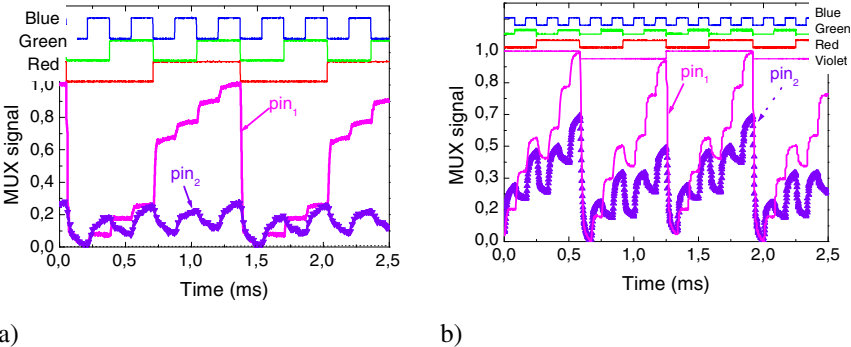 Blue
Green
Red
1,0
0,8
0,6
0,4
0,2
0,0
MUX signal
pin1
pin2
0,0 0,5 1,0 1,5 2,0 2,5
Time (ms)
a)
Blue
Green
Red
Violet
1,0
0,8
0,7
0,5
0,3
0,2
0,0
MUX signal
pin1
pin2
0,0 0,5 1,0 1,5 2,0 2,5
Time (ms)
b)